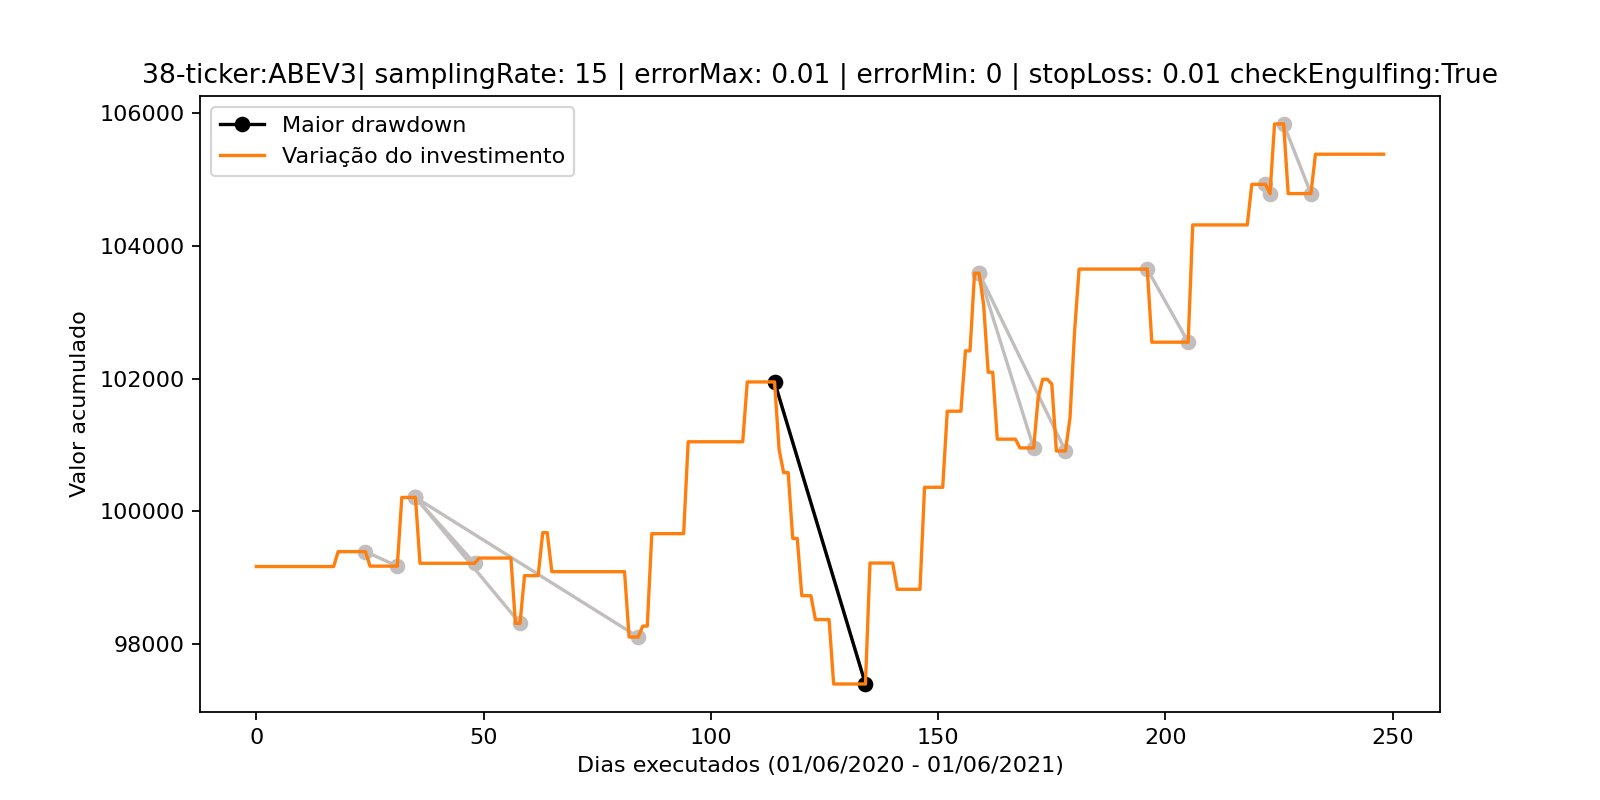 38-ticker:ABEV3| samplingRate: 15 | errorMax: 0.01 | errorMin: 0 | stopLoss: 0.01 checkEngulfing:True
Maior drawdown
Variação do investimento
106000
104000
102000
100000
98000
Valor acumulado
0 50 100 150 200 250
Dias executados (01/06/2020 - 01/06/2021)